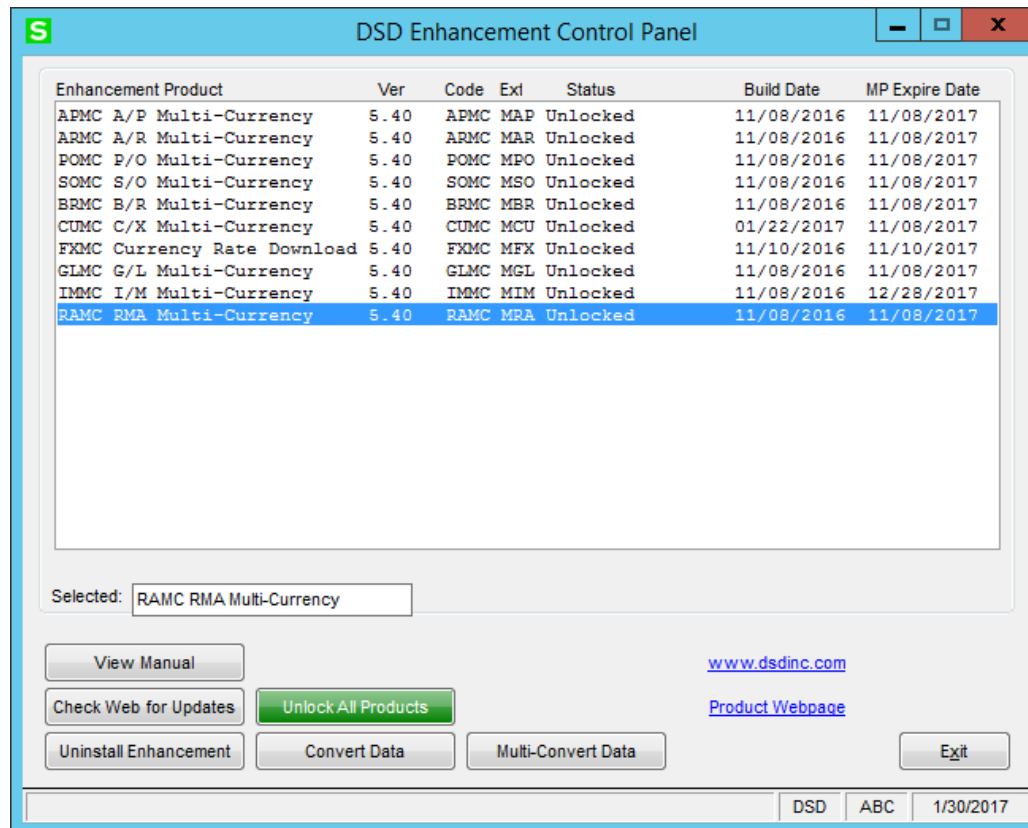 S DSD Enhancement Control Panel X
Enhancement Product Ver Code Ext Status Build Date MP Expire Date
APMC A/P Multi-Currency 5.40 APMC MAP Unlocked 11/08/2016 11/08/2017
ARMC A/R Multi-Currency 5.40 ARMC MAR Unlocked 11/08/2016 11/08/2017
POMC P/O Multi-Currency 5.40 POMC MPO Unlocked 11/08/2016 11/08/2017
SOMC S/O Multi-Currency 5.40 SOMC MSO Unlocked 11/08/2016 11/08/2017
BRMC B/R Multi-Currency 5.40 BRMC MBR Unlocked 11/08/2016 11/08/2017
CUMC C/X Multi-Currency 5.40 CUMC MCU Unlocked 01/22/2017 11/08/2017
FXMC Currency Rate Download 5.40 FXMC MFX Unlocked 11/10/2016 11/10/2017
GLMC G/L Multi-Currency 5.40 GLMC MGL Unlocked 11/08/2016 11/08/2017
IMMC I/M Multi-Currency 5.40 IMMC MIM Unlocked 11/08/2016 12/28/2017
RAMC RMA Multi-Currency 5.40 RAMC MRA Unlocked 11/08/2016 11/08/2017
Selected: RAMC RMA Multi-Currency
View Manual www.dsdinc.com
Check Web for Updates Unlock All Products Product Webpage
Uninstall Enhancement Convert Data Multi-Convert Data Exit
DSD ABC 1/30/2017